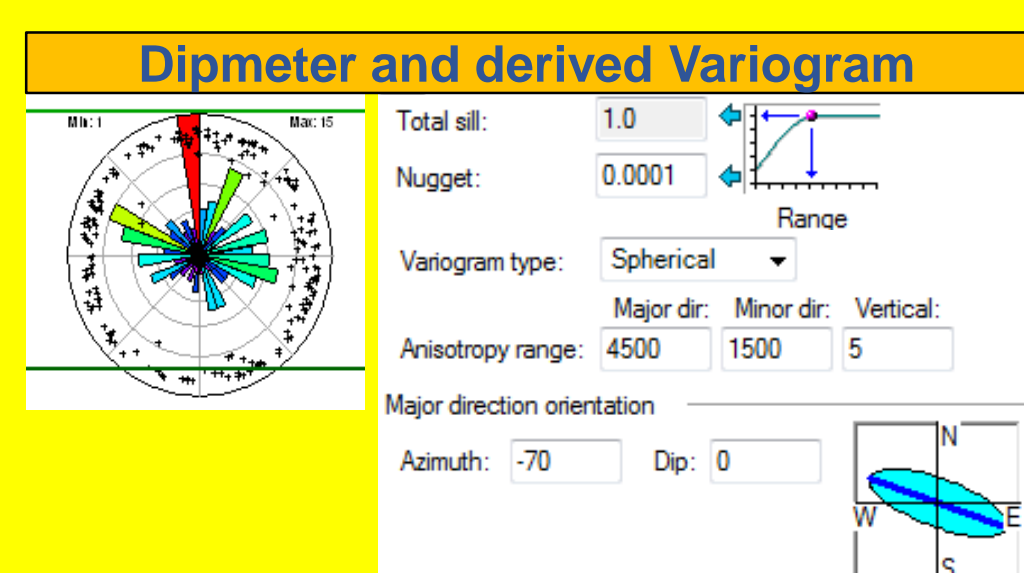 Dipmeter and derived Variogram
Min: 1 Max: 15
Total sill: 1.0
Nugget: 0.0001
Range
Variogram type: Spherical
Major dir: Minor dir: Vertical:
Anisotropy range: 4500 1500 5
Major direction orientation
Azimuth: -70 Dip: 0
N
W E
S